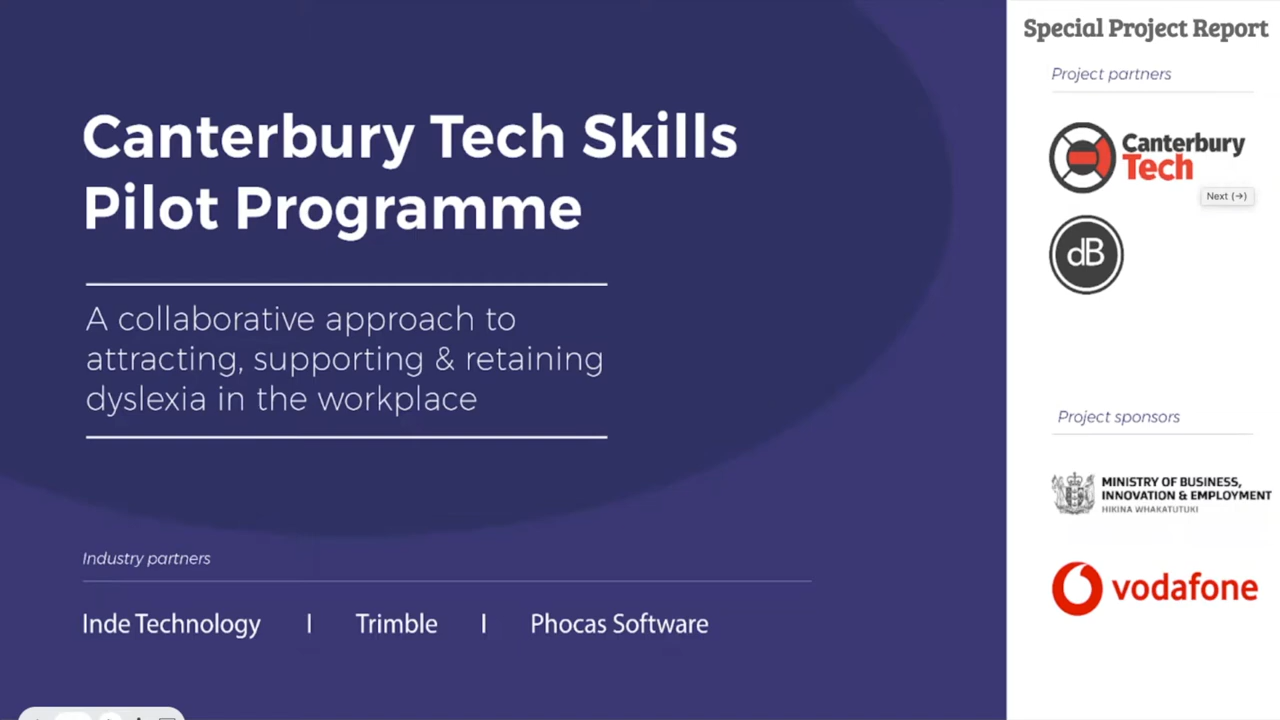 Special Project Report
Project partners
Canterbury Tech Skills
Pilot Programme
Canterbury
Tech
Next (→)
dB
A collaborative approach to
attracting, supporting & retaining
dyslexia in the workplace
Project sponsors
MINISTRY OF BUSINESS,
INNOVATION & EMPLOYMENT
HIKINA WHAKATUTUKI
Industry partners
vodafone
Inde Technology | Trimble | Phocas Software